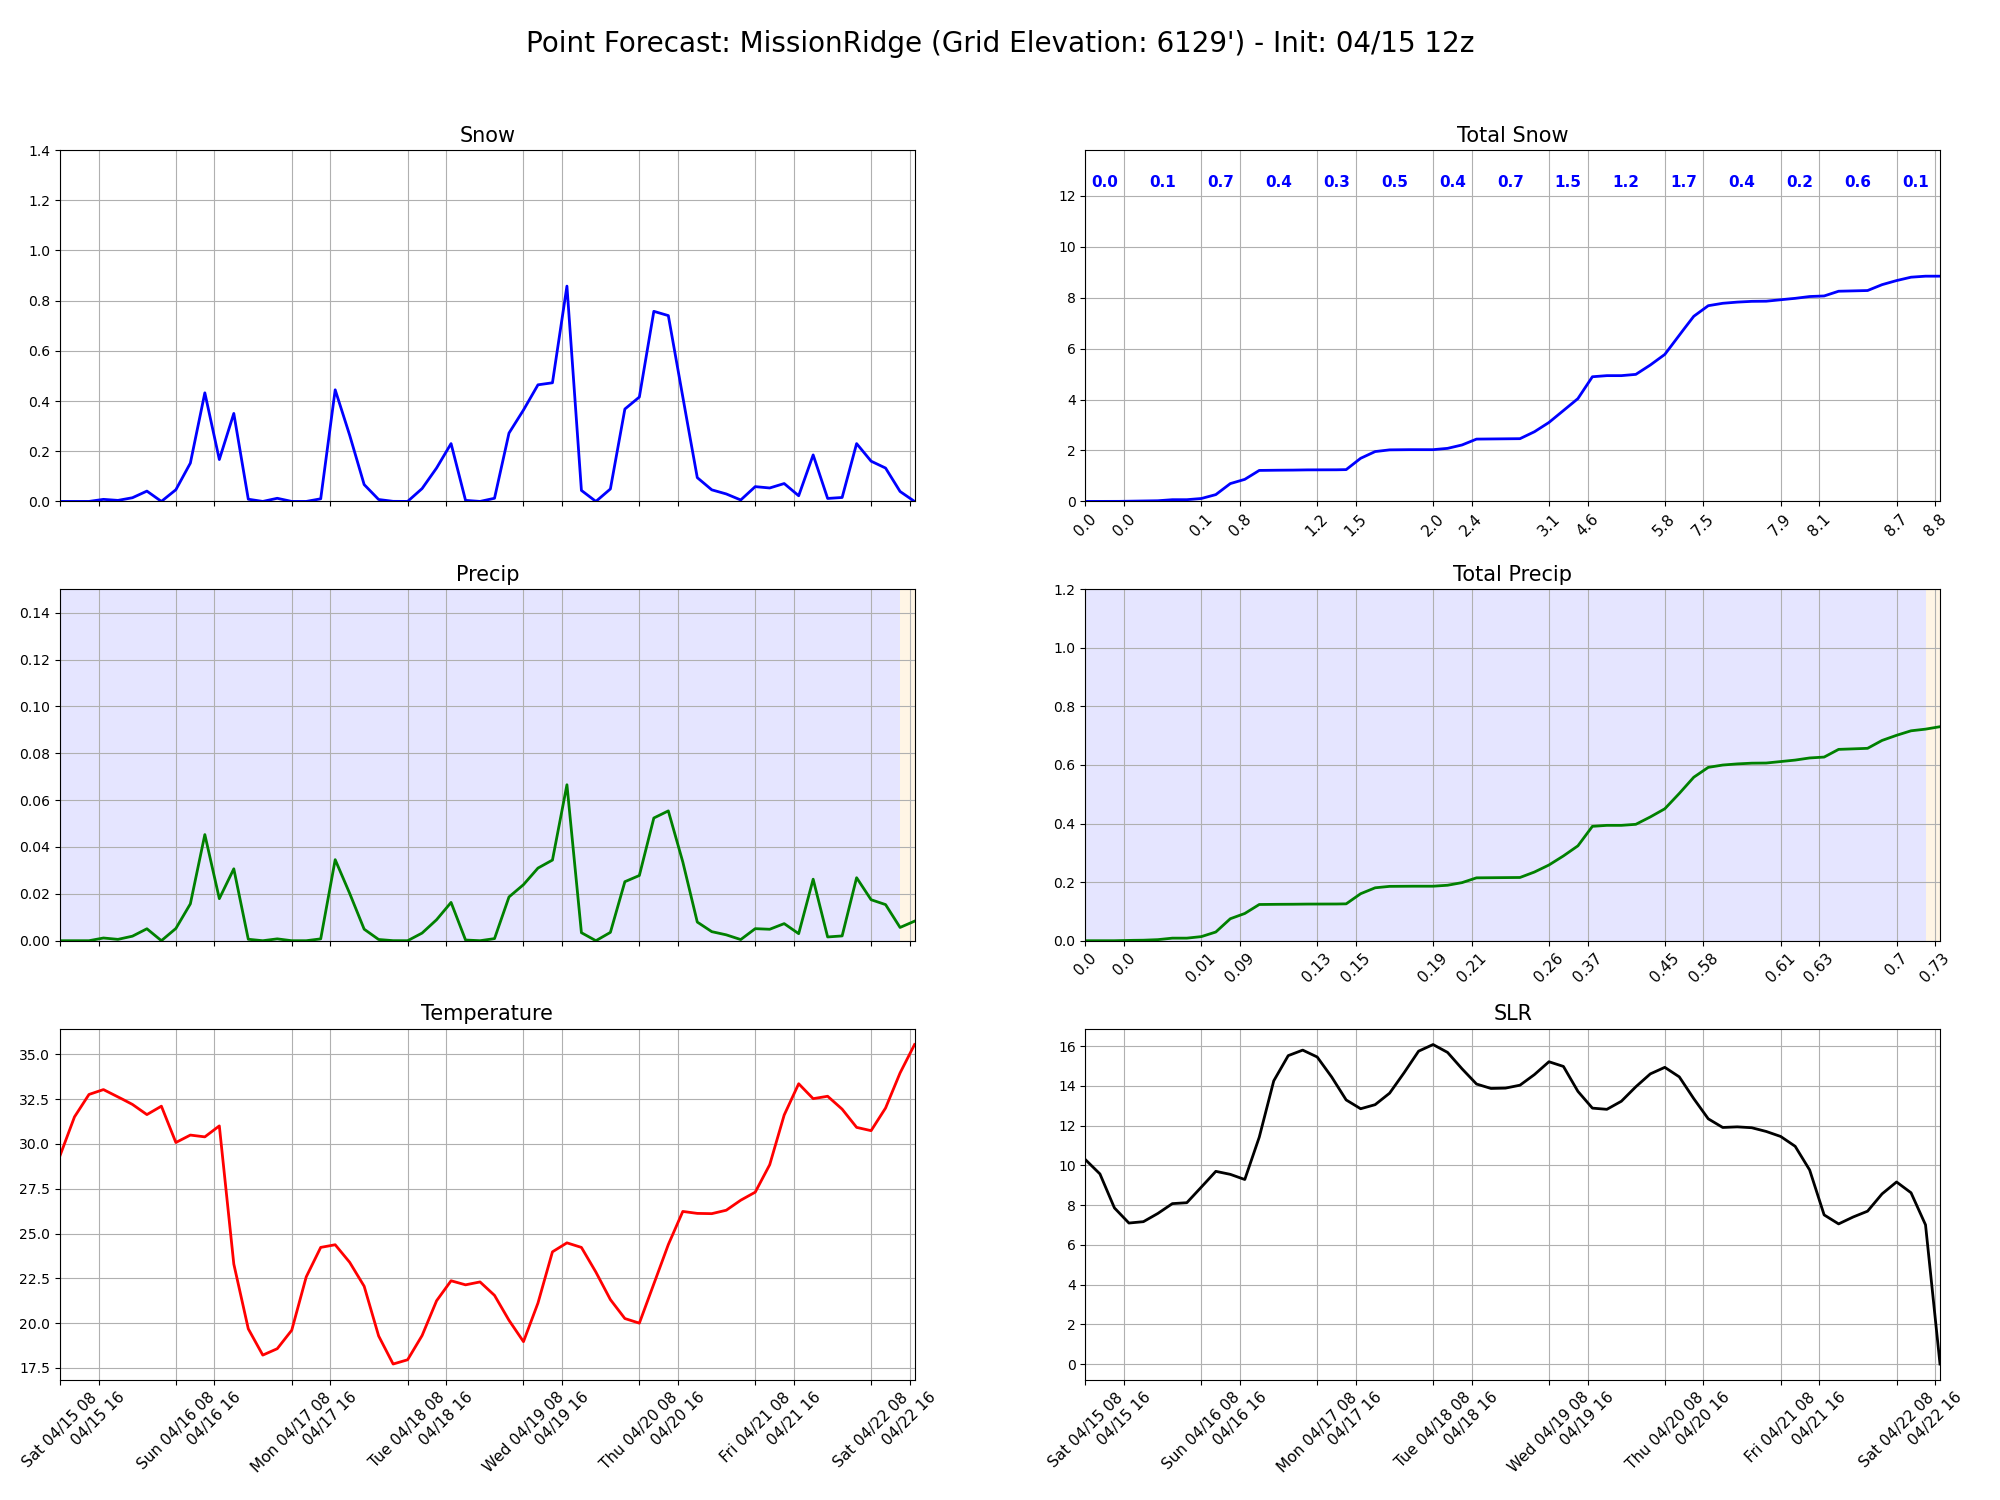 Point Forecast: MissionRidge (Grid Elevation: 6129') - Init: 04/15 12z
Snow
1.4
1.2
1.0
0.8
0.6
0.4
0.2
0.0
Total Snow
0.0 0.1 0.7 0.4 0.3 0.5 0.4 0.7 1.5 1.2 1.7 0.4 0.2 0.6 0.1
12
10
8
6
4
2
0
0.0 0.0 0.1 0.8 1.2 1.5 2.0 2.4 3.1 4.6 5.8 7.5 7.9 8.1 8.7 8.8
Precip
0.14
0.12
0.10
0.08
0.06
0.04
0.02
0.00
Total Precip
1.2
1.0
0.8
0.6
0.4
0.2
0.0
0.0 0.0 0.01 0.09 0.13 0.15 0.19 0.21 0.26 0.37 0.45 0.58 0.61 0.63 0.7 0.73
Temperature
35.0
32.5
30.0
27.5
25.0
22.5
20.0
17.5
Sat 04/15 08
04/15 16
Sun 04/16 08
04/16 16
Mon 04/17 08
04/17 16
Tue 04/18 08
04/18 16
Wed 04/19 08
04/19 16
Thu 04/20 08
04/20 16
Fri 04/21 08
04/21 16
Sat 04/22 08
04/22 16
SLR
16
14
12
10
8
6
4
2
0
Sat 04/15 08
04/15 16
Sun 04/16 08
04/16 16
Mon 04/17 08
04/17 16
Tue 04/18 08
04/18 16
Wed 04/19 08
04/19 16
Thu 04/20 08
04/20 16
Fri 04/21 08
04/21 16
Sat 04/22 08
04/22 16